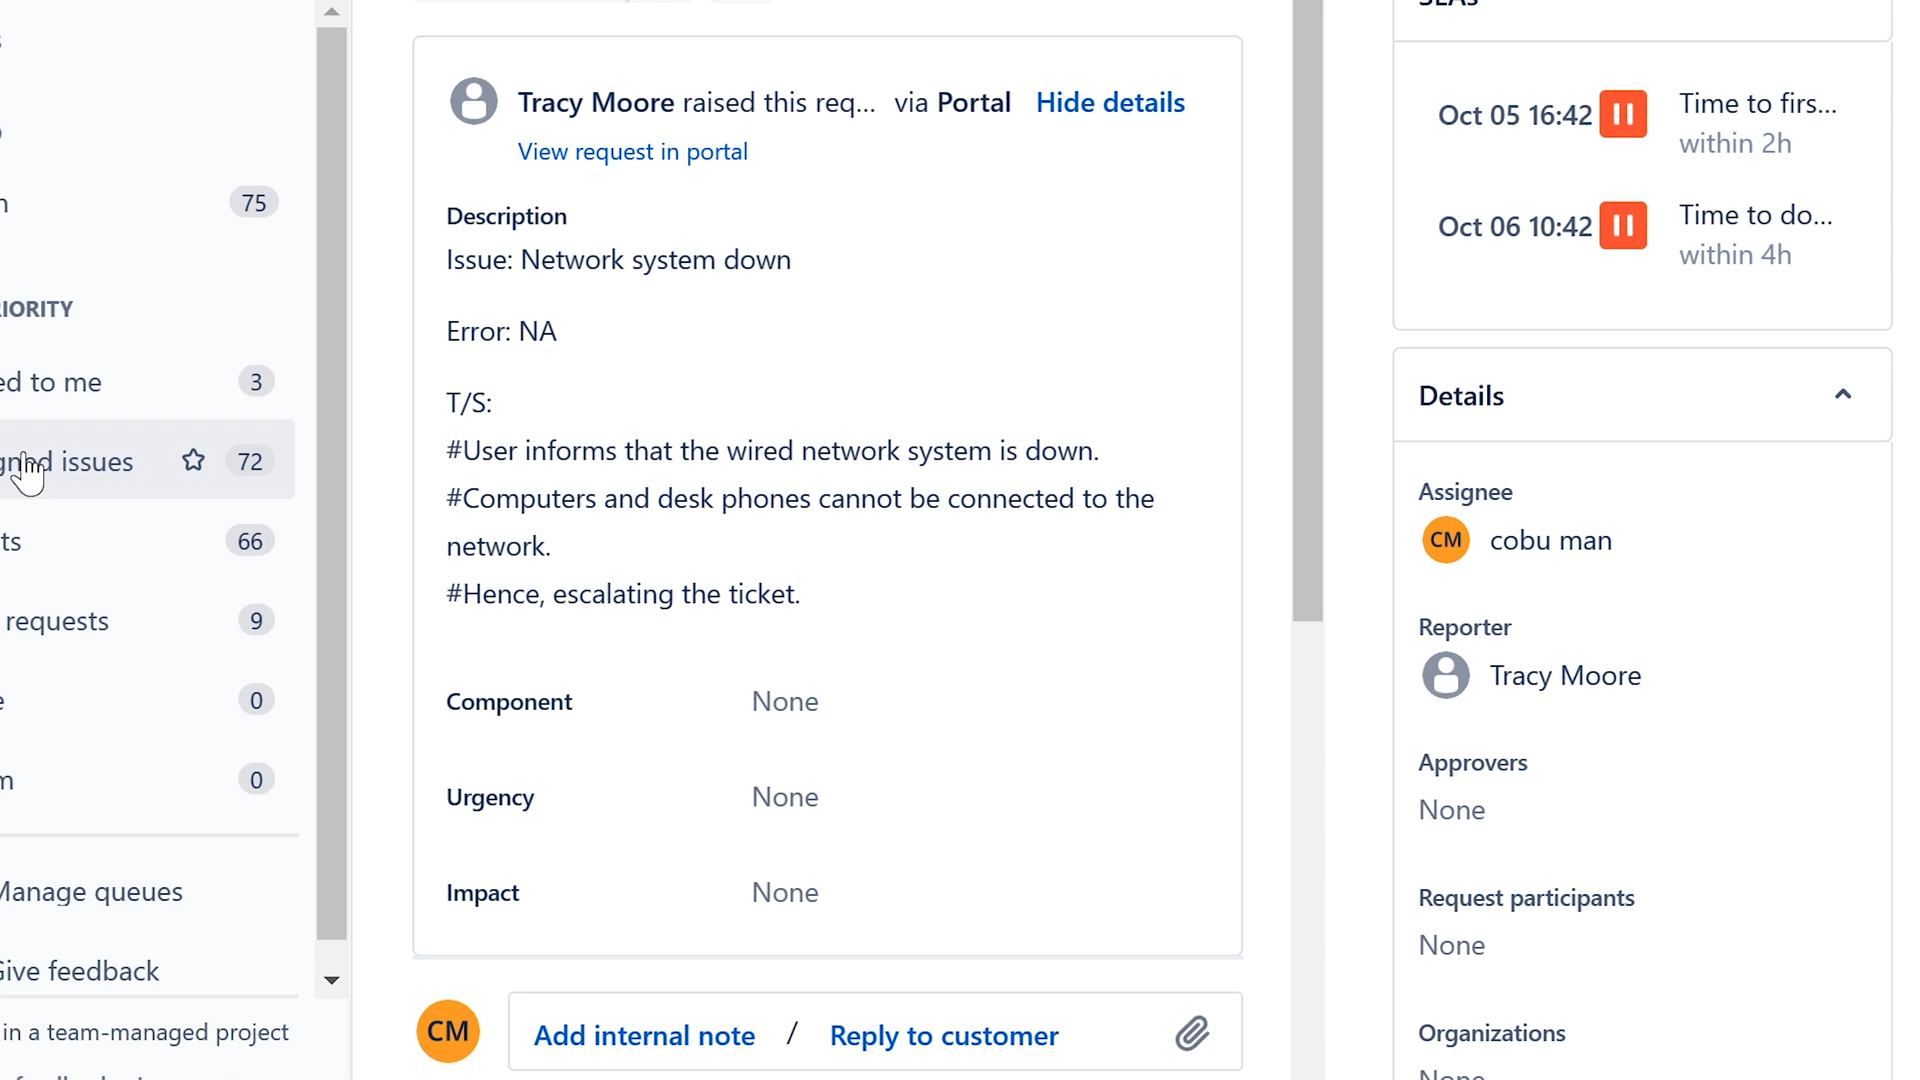 75
IORITY
ed to me 3
issues 72
ts 66
requests 9
0
0
Manage queues
Give feedback
in a team-managed project
Tracy Moore raised this req... via Portal Hide details
View request in portal
Description
Issue: Network system down
Error: NA
T/S:
#User informs that the wired network system is down.
#Computers and desk phones cannot be connected to the
network.
#Hence, escalating the ticket.
Component None
Urgency None
Impact None
CM Add internal note / Reply to customer
SLAs
Oct 05 16:42 Time to firs...
within 2h
Oct 06 10:42 Time to do...
within 4h
Details
Assignee
CM cobu man
Reporter
Tracy Moore
Approvers
None
Request participants
None
Organizations
None